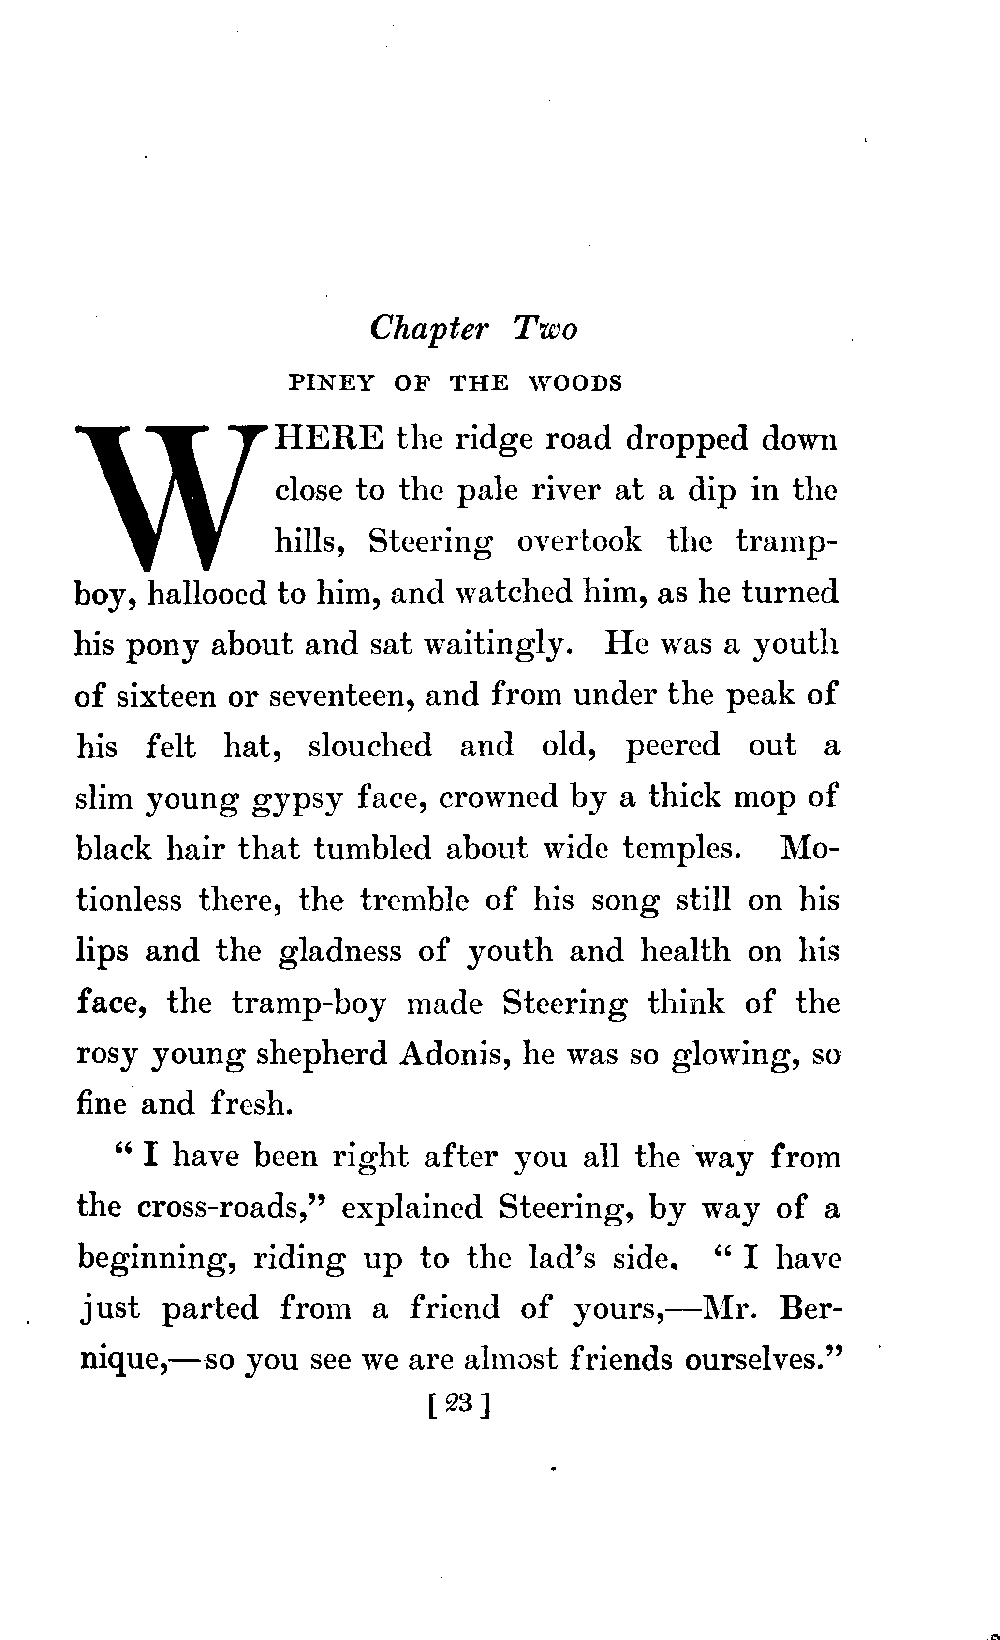 Chapter Two
PINEY OF THE WOODS
WHERE the ridge road dropped down
close to the pale river at a dip in the
hills, Steering overtook the tramp-
boy, hallooed to him, and watched him, as he turned
his pony about and sat waitingly. He was a youth
of sixteen or seventeen, and from under the peak of
his felt hat, slouched and old, peered out a
slim young gypsy face, crowned by a thick mop of
black hair that tumbled about wide temples. Mo-
tionless there, the tremble of his song still on his
lips and the gladness of youth and health on his
face, the tramp-boy made Steering think of the
rosy young shepherd Adonis, he was so glowing, so
fine and fresh.
“ I have been right after you all the way from
the cross-roads,” explained Steering, by way of a
beginning, riding up to the lad’s side. “ I have
just parted from a friend of yours,—Mr. Ber-
nique,—so you see we are almost friends ourselves.”
[ 23 ]